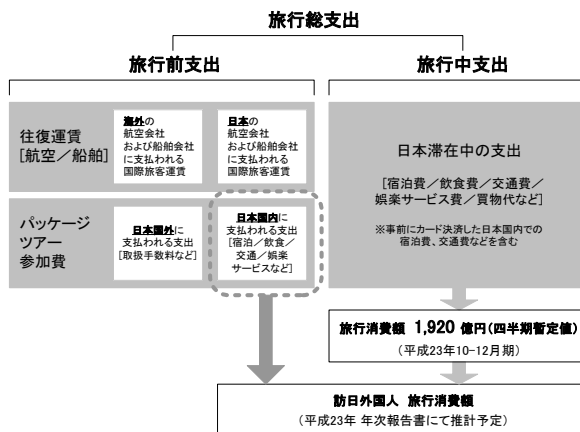 旅行総支出
旅行前支出
旅行中支出
往復運賃
[航空／船舶]
海外の
航空会社
および船舶会社
に支払われる
国際旅客運賃
日本の
航空会社
および船舶会社
に支払われる
国際旅客運賃
パッケージ
ツアー
参加費
日本国外に
支払われる支出
[取扱手数料など]
日本国内に
支払われる支出
[宿泊／飲食／
交通／娯楽
サービスなど]
日本滞在中の支出
[宿泊費／飲食費／交通費／
娯楽サービス費／買物代など]
※事前にカード決済した日本国内での
宿泊費、交通費などを含む
旅行消費額 1,920 億円(四半期暫定値)
(平成23年10-12月期)
訪日外国人 旅行消費額
(平成23年 年次報告書にて推計予定)